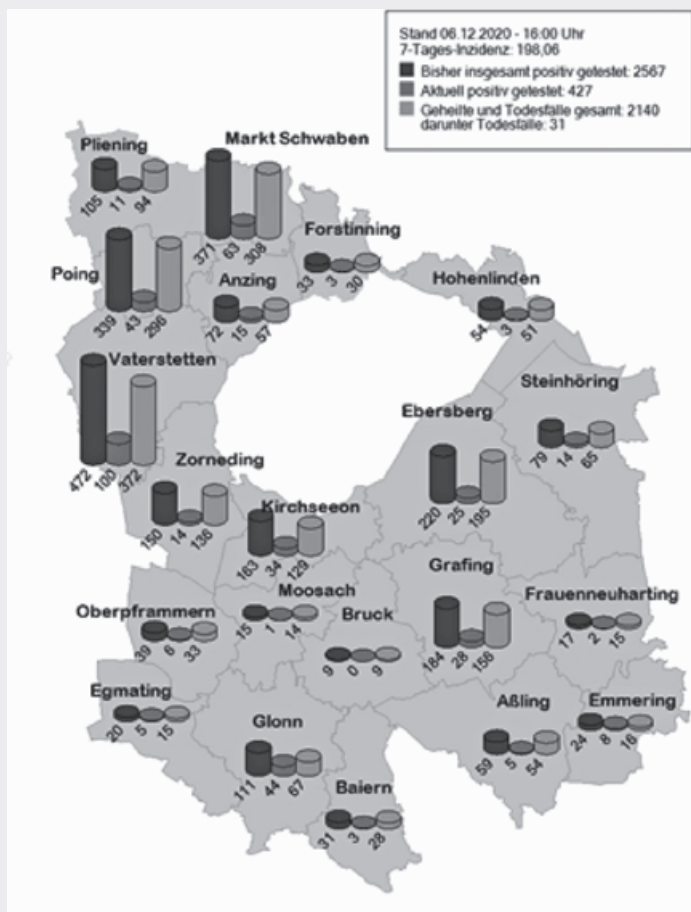 Stand 06.12.2020 - 16:00 Uhr
7-Tages-Inzidenz: 198,06
Bisher insgesamt positiv getestet: 2567
Aktuell positiv getestet: 427
Geheilte und Todesfälle gesamt: 2140
darunter Todesfälle: 31
Pliening
105 11 94
Markt Schwaben
371 63 308
Forstinning
33 3 30
Poing
339 43 296
Anzing
72 15 57
Hohenlinden
54 3 51
Vaterstetten
472 100 372
Steinhöring
79 14 65
Ebersberg
220 25 195
Zorneding
150 14 136
Kirchseeon
163 34 129
Grafing
184 28 156
Moosach
15 1 14
Bruck
9 0 9
Frauenneuharting
17 2 15
Oberpframmern
39 6 33
Egmating
20 5 15
Glonn
111 44 67
Aßling
59 5 54
Emmering
24 8 16
Baiern
31 3 28